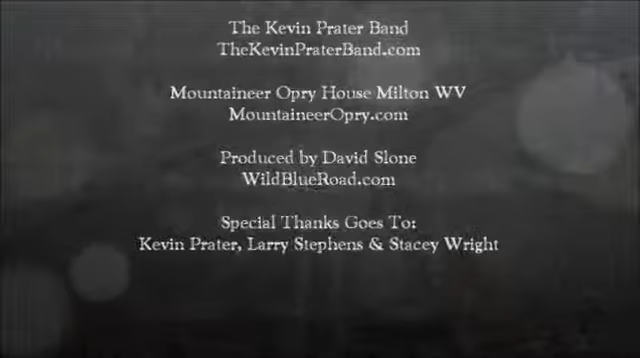 The Kevin Prater Band
TheKevinPraterBand.com
Mountaineer Opry House Milton WV
MountaineerOpry.com
Produced by David Slone
WildBlueRoad.com
Special Thanks Goes To:
Kevin Prater, Larry Stephens & Stacey Wright